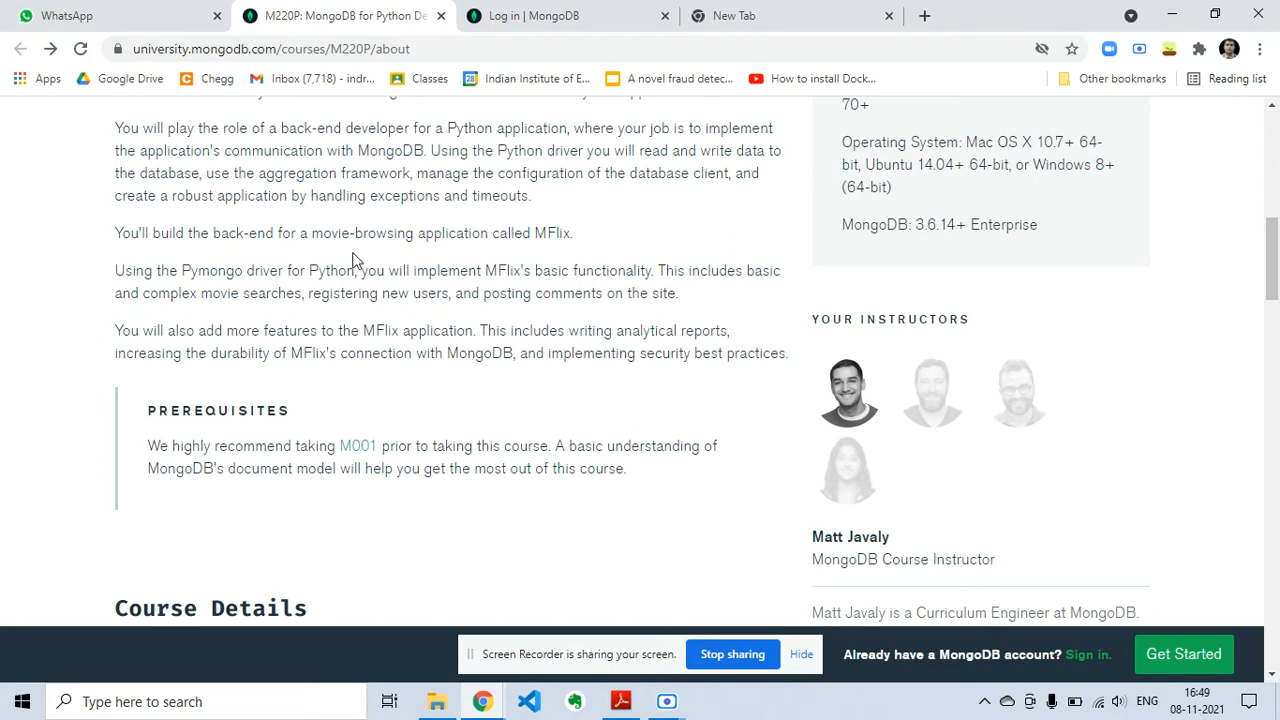 WhatsApp
M220P: MongoDB for Python De
Log in | MongoDB
New Tab
university.mongodb.com/courses/M220P/about
Apps
Google Drive
Chegg
Inbox (7,718) - indr...
Classes
Indian Institute of E...
A novel fraud detec...
How to install Dock...
Other bookmarks
Reading list
You will play the role of a back-end developer for a Python application, where your job is to implement
the application's communication with MongoDB. Using the Python driver you will read and write data to
the database, use the aggregation framework, manage the configuration of the database client, and
create a robust application by handling exceptions and timeouts.
You'll build the back-end for a movie-browsing application called MFlix.
Using the Pymongo driver for Python, you will implement MFlix's basic functionality. This includes basic
and complex movie searches, registering new users, and posting comments on the site.
You will also add more features to the MFlix application. This includes writing analytical reports,
increasing the durability of MFlix's connection with MongoDB, and implementing security best practices.
PREREQUISITES
We highly recommend taking M001 prior to taking this course. A basic understanding of
MongoDB's document model will help you get the most out of this course.
Course Details
70+
Operating System: Mac OS X 10.7+ 64-
bit, Ubuntu 14.04+ 64-bit, or Windows 8+
(64-bit)
MongoDB: 3.6.14+ Enterprise
YOUR INSTRUCTORS
Matt Javaly
MongoDB Course Instructor
Matt Javaly is a Curriculum Engineer at MongoDB.
Screen Recorder is sharing your screen.
Stop sharing
Hide
Already have a MongoDB account? Sign in.
Get Started
Type here to search
ENG
16:49
08-11-2021